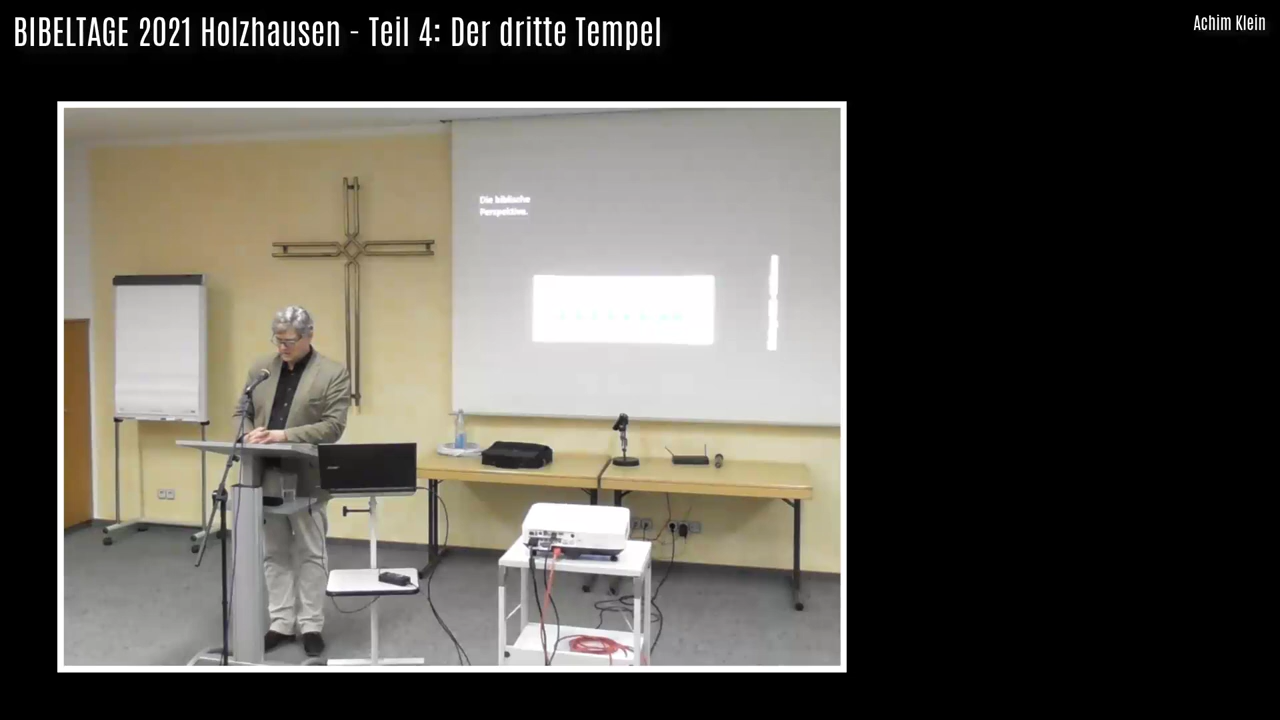 BIBELTAGE 2021 Holzhausen - Teil 4: Der dritte Tempel
Achim Klein
Die biblische
Perspektive.